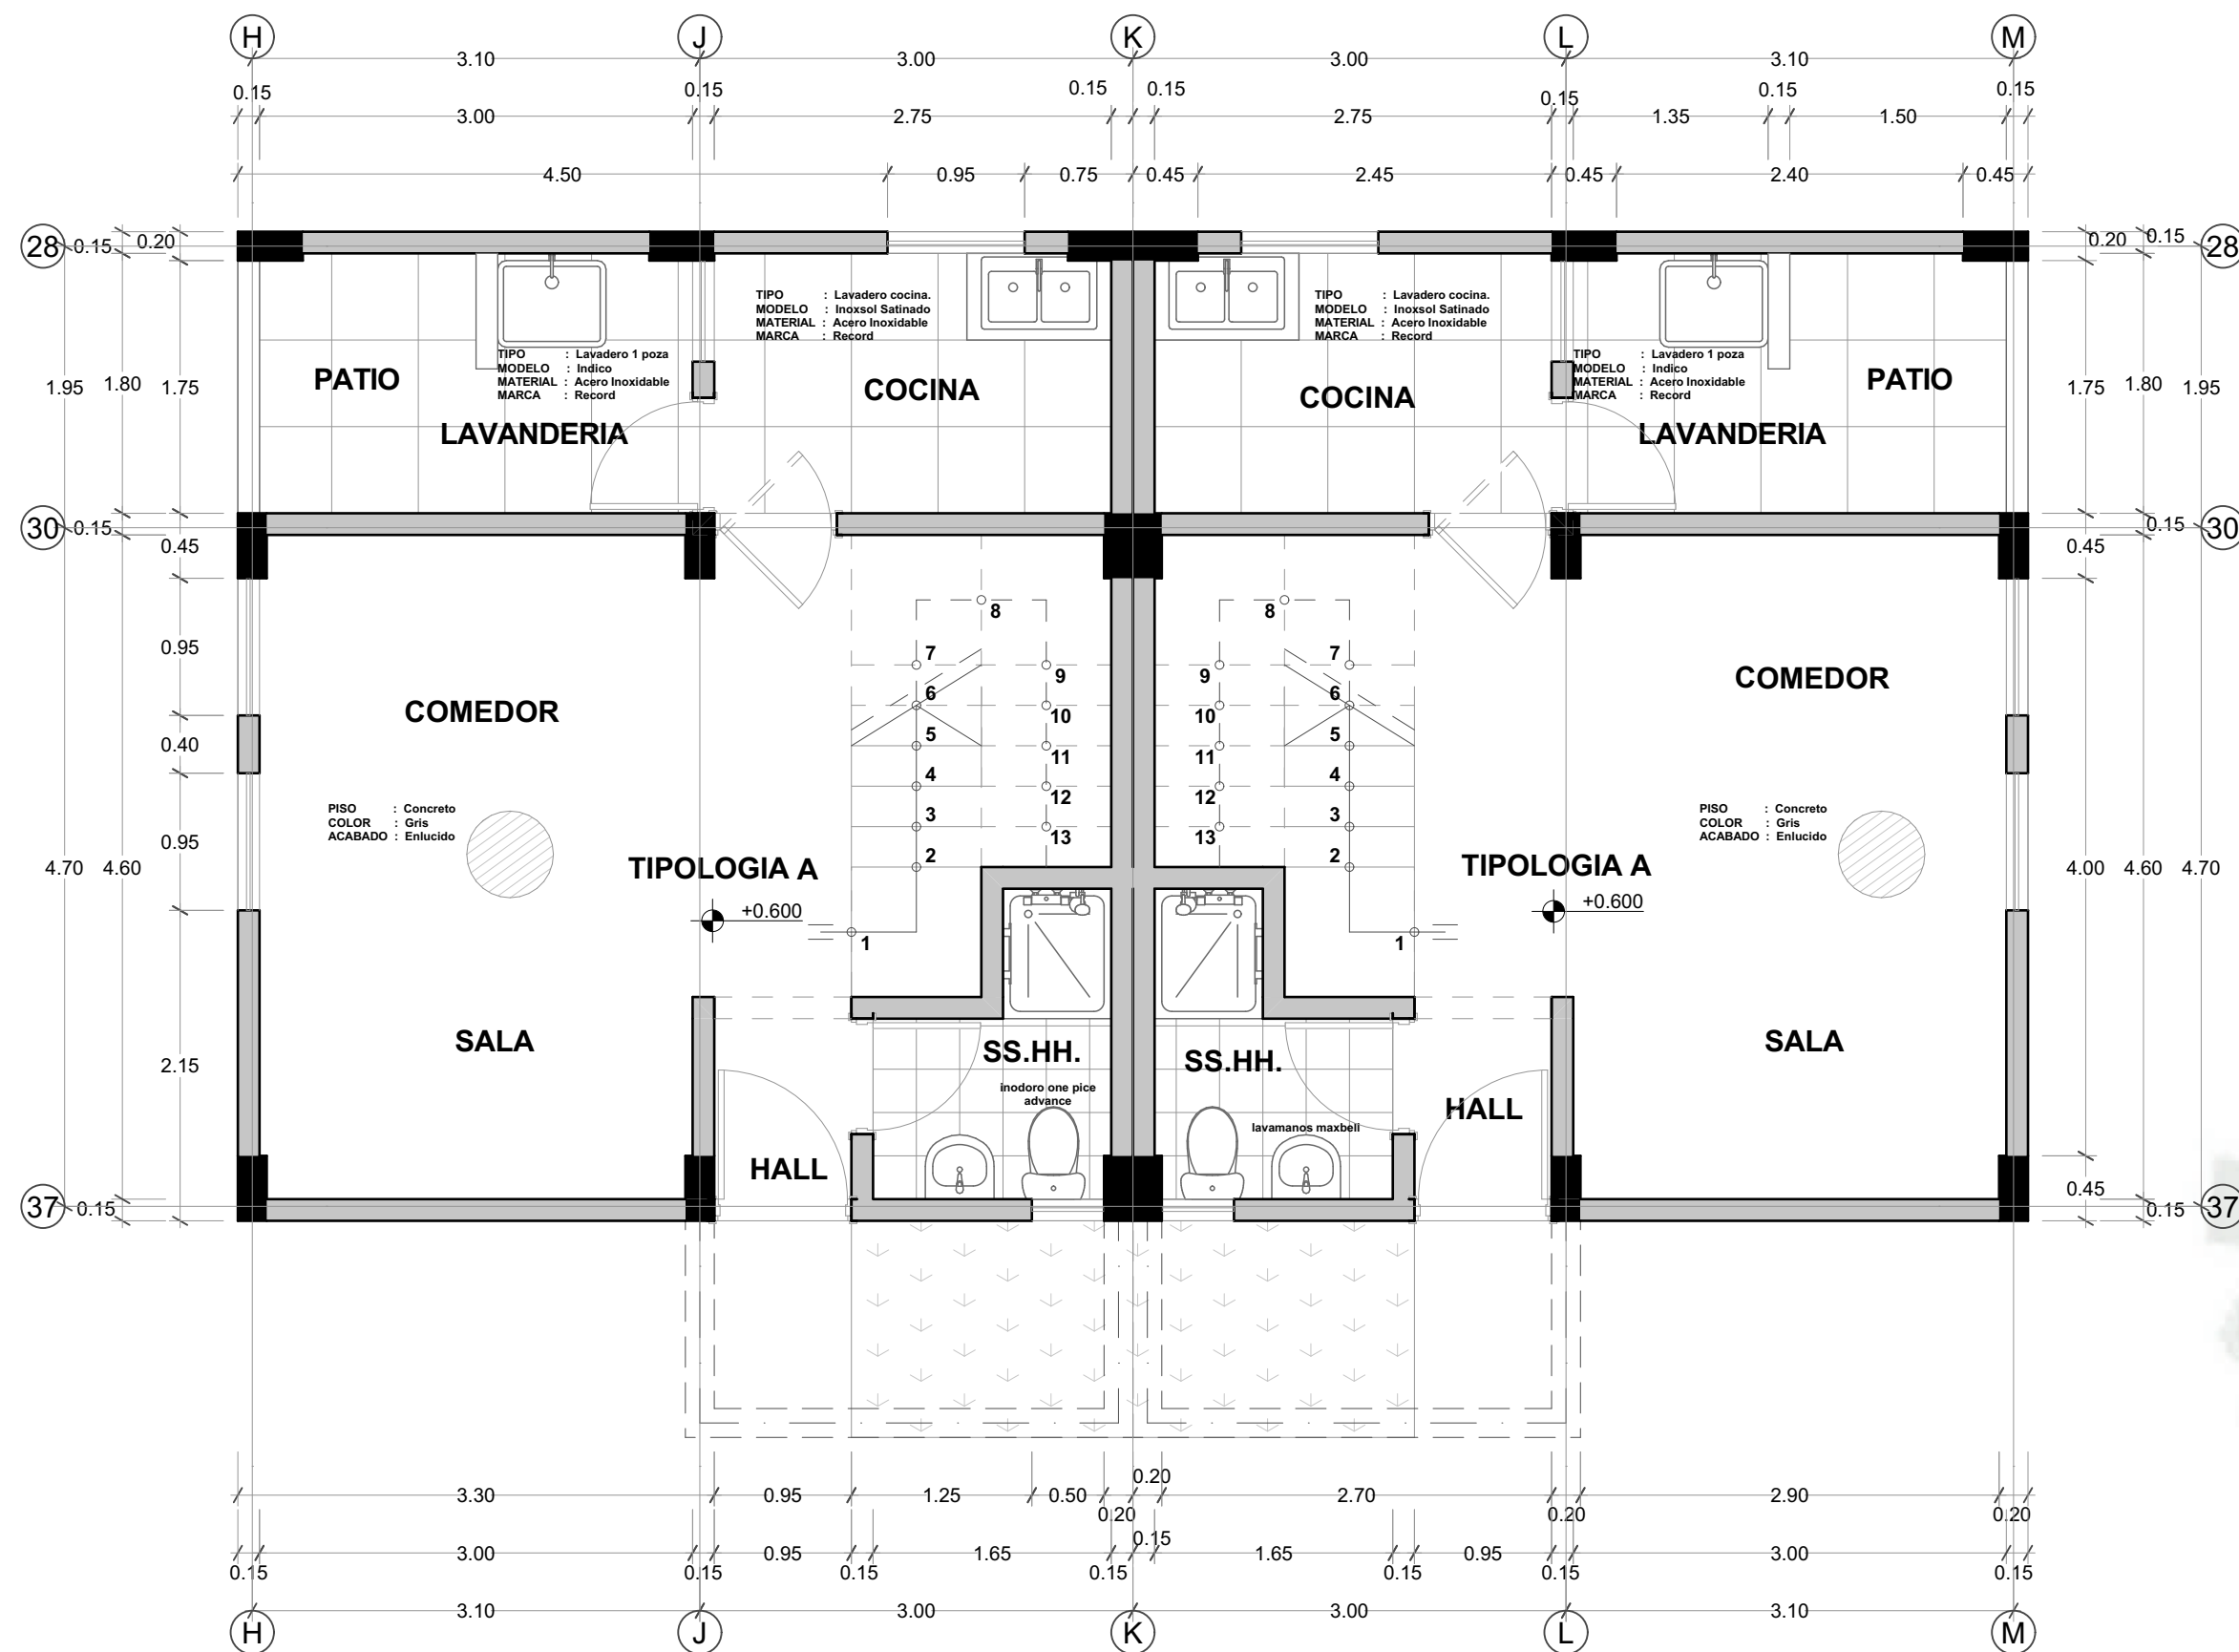 H J K L M
3.10 3.00 3.00 3.10
0.15 0.15 0.15 0.15 0.15 0.15 0.15
3.00 2.75 2.75 1.35 1.50
4.50 0.95 0.75 0.45 2.45 0.45 2.40 0.45
28 0.15 0.20 0.20 0.15 28
TIPO : Lavadero cocina.
MODELO : Inoxsol Satinado
MATERIAL : Acero Inoxidable
MARCA : Record
TIPO : Lavadero cocina.
MODELO : Inoxsol Satinado
MATERIAL : Acero Inoxidable
MARCA : Record
TIPO : Lavadero 1 poza
MODELO : Indico
MATERIAL : Acero Inoxidable
MARCA : Record
TIPO : Lavadero 1 poza
MODELO : Indico
MATERIAL : Acero Inoxidable
MARCA : Record
1.95 1.80 1.75 PATIO COCINA COCINA PATIO 1.75 1.80 1.95
LAVANDERIA LAVANDERIA
30 0.15 0.15 30
0.45 0.45
8 8
0.95 7 7
9 9
COMEDOR 6 6 COMEDOR
10 10
0.40 5 5
11 11
4 4
12 12
PISO : Concreto
COLOR : Gris
ACABADO : Enlucido
PISO : Concreto
COLOR : Gris
ACABADO : Enlucido
3 3
0.95 13 13
2 2
4.70 4.60 TIPOLOGIA A TIPOLOGIA A 4.00 4.60 4.70
+0.600 +0.600
1 1
SALA SALA
2.15 SS.HH. SS.HH.
inodoro one pice
advance
HALL
lavamanos maxbell
HALL
0.45
37 0.15 0.15 37
0.20
3.30 0.95 1.25 0.50 2.70 2.90
0.20 0.20 0.20
0.15
3.00 0.95 1.65 1.65 0.95 3.00
0.15 0.15 0.15 0.15 0.15 0.15 0.15
3.10 3.00 3.00 3.10
H J K L M